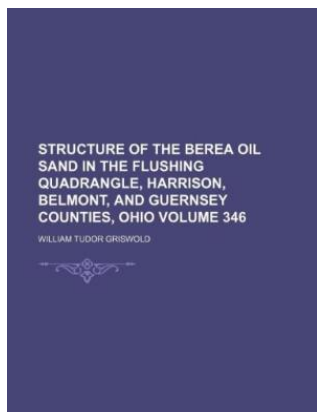 STRUCTURE OF THE BEREA OIL
SAND IN THE FLUSHING
QUADRANGLE, HARRISON,
BELMONT, AND GUERNSEY
COUNTIES, OHIO VOLUME 346
WILLIAM TUDOR GRISWOLD